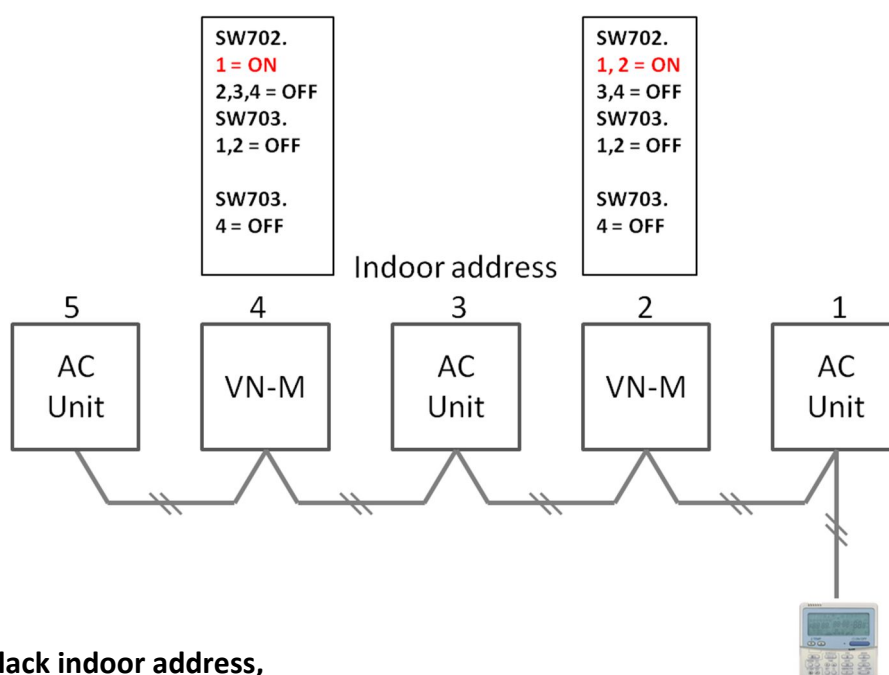 SW702.
1 = ON
2,3,4 = OFF
SW703.
1,2 = OFF
SW703.
4 = OFF
SW702.
1, 2 = ON
3,4 = OFF
SW703.
1,2 = OFF
SW703.
4 = OFF
Indoor address
5 4 3 2 1
AC
Unit
VN-M
AC
Unit
VN-M
AC
Unit
lack indoor address,